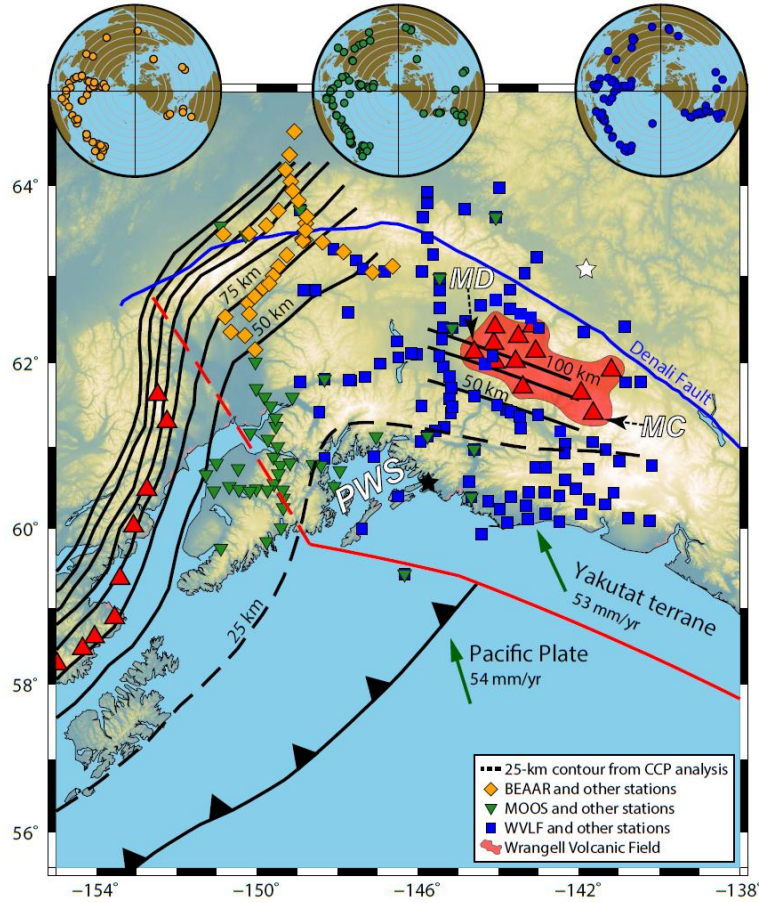 64°
62°
60°
58°
56°
−154
−150
−146
−142
−138
75 km
50 km
MD
100 km
50 km
Denali Fault
MC
PWS
25 km
Yakutat terrane
53 mm/yr
Pacific Plate
54 mm/yr
25-km contour from CCP analysis
BEAAR and other stations
MOOS and other stations
WVLF and other stations
Wrangell Volcanic Field